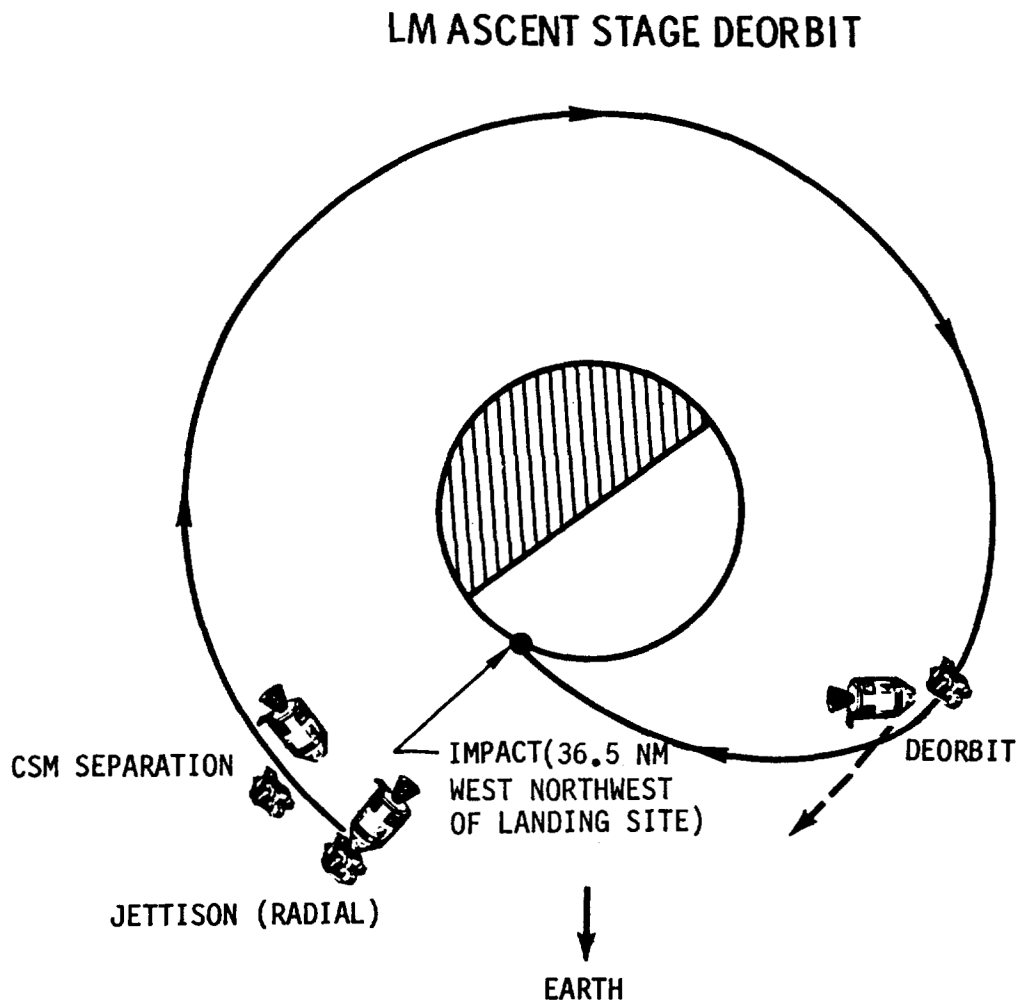 LM ASCENT STAGE DEORBIT
CSM SEPARATION
IMPACT(36.5 NM
WEST NORTHWEST
OF LANDING SITE)
DEORBIT
JETTISON (RADIAL)
EARTH